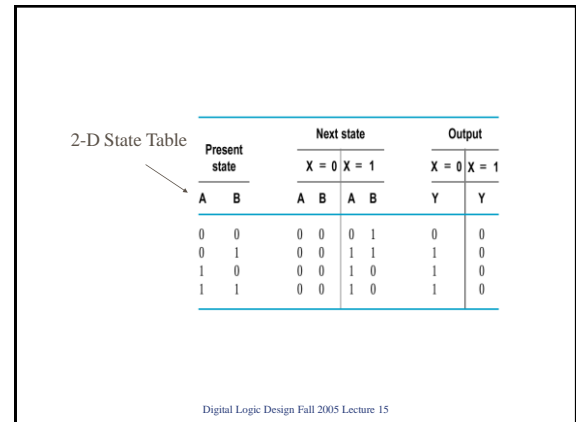 2-D State Table
Present state Next state Output
X = 0 X = 1 X = 0 X = 1
A B A B A B Y Y
0 0 0 0 0 1 0 0
0 1 0 0 1 1 1 0
1 0 0 0 1 0 1 0
1 1 0 0 1 0 1 0
Digital Logic Design Fall 2005 Lecture 15